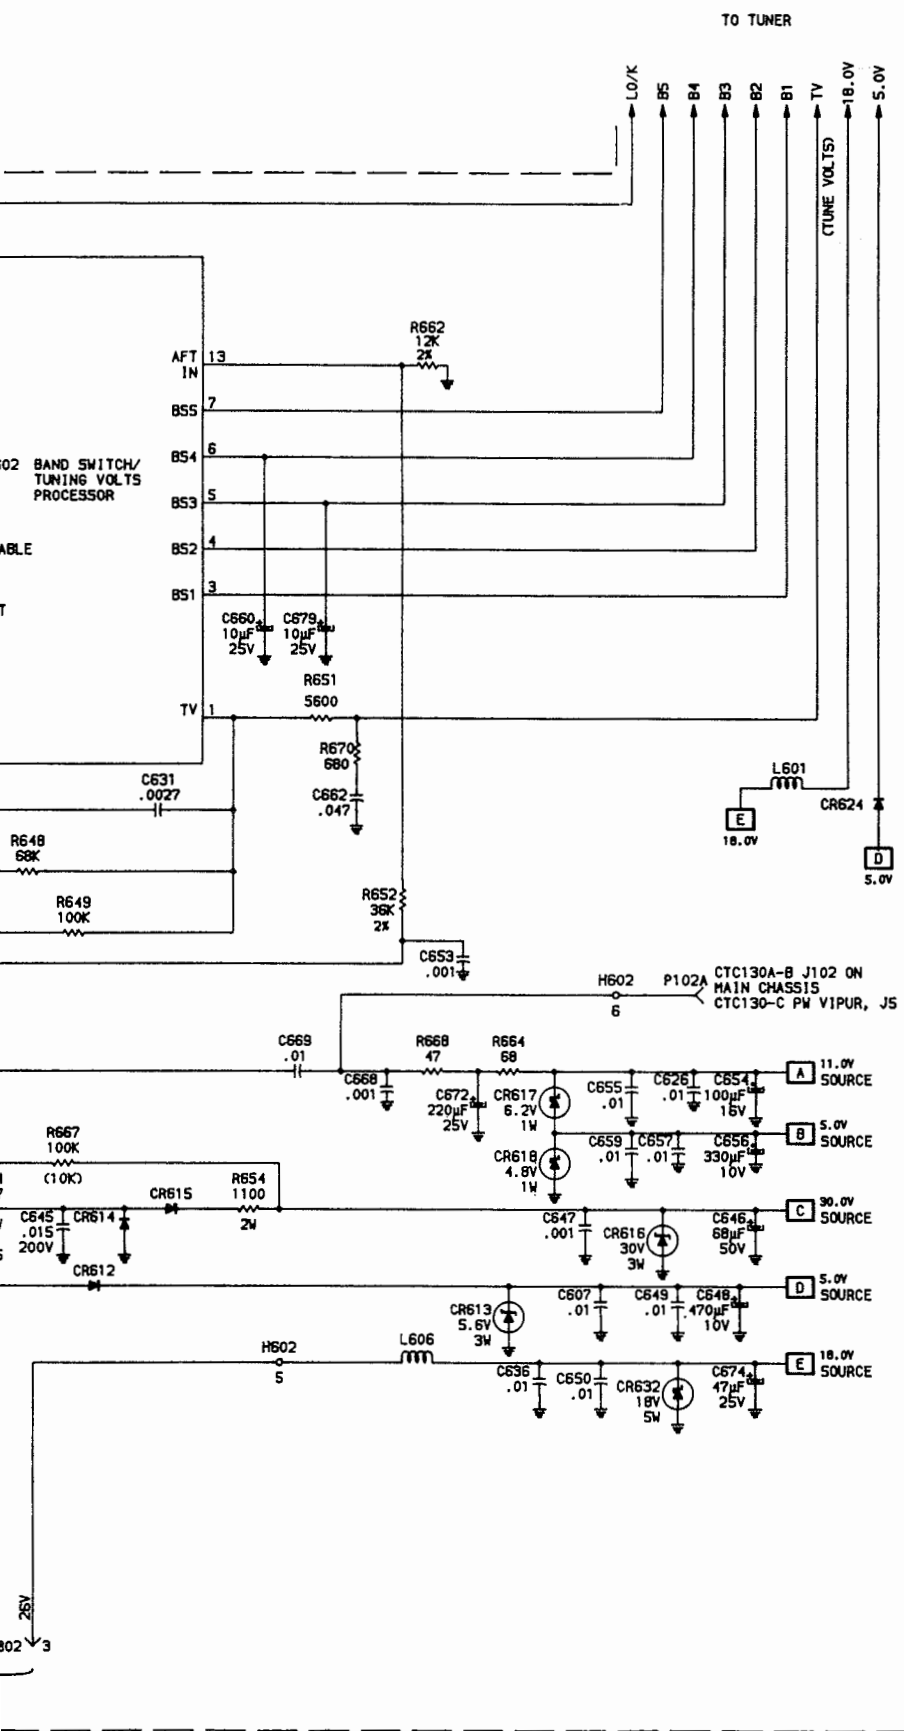 TO TUNER
LO/K
B5
B4
B3
B2
B1
TV
18.0V
5.0V
(TUNE VOLTS)
R662
12K
2%
AFT 13
IN
BS5 7
BS4 6
602 BAND SWITCH/
TUNING VOLTS
PROCESSOR
BS3 5
ABLE
BS2 4
BS1 3
T
C660
10µF
25V
C679
10µF
25V
R651
5600
TV 1
R670
680
C631
.0027
C662
.047
L601
CR624
E
18.0V
D
5.0V
R648
68K
R649
100K
R652
36K
2%
C653
.001
H602
6
P102A
CTC130A-B J102 ON
MAIN CHASSIS
CTC130-C PW VIPUR, J5
C669
.01
C668
.001
R668
47
R664
68
C672
220µF
25V
CR617
6.2V
1W
C655
.01
C626
.01
C654
100µF
16V
A
11.0V
SOURCE
R667
100K
(10K)
CR618
4.8V
1W
C659
.01
C657
.01
C656
330µF
10V
B
5.0V
SOURCE
C645
.015
200V
CR614
CR615
R654
1100
2W
C647
.001
CR616
30V
3W
C646
68µF
50V
C
30.0V
SOURCE
CR612
CR613
5.6V
3W
C607
.01
C649
.01
C648
470µF
10V
D
5.0V
SOURCE
H602
5
L606
C636
.01
C650
.01
CR632
18V
5W
C674
47µF
25V
E
18.0V
SOURCE
26V
3